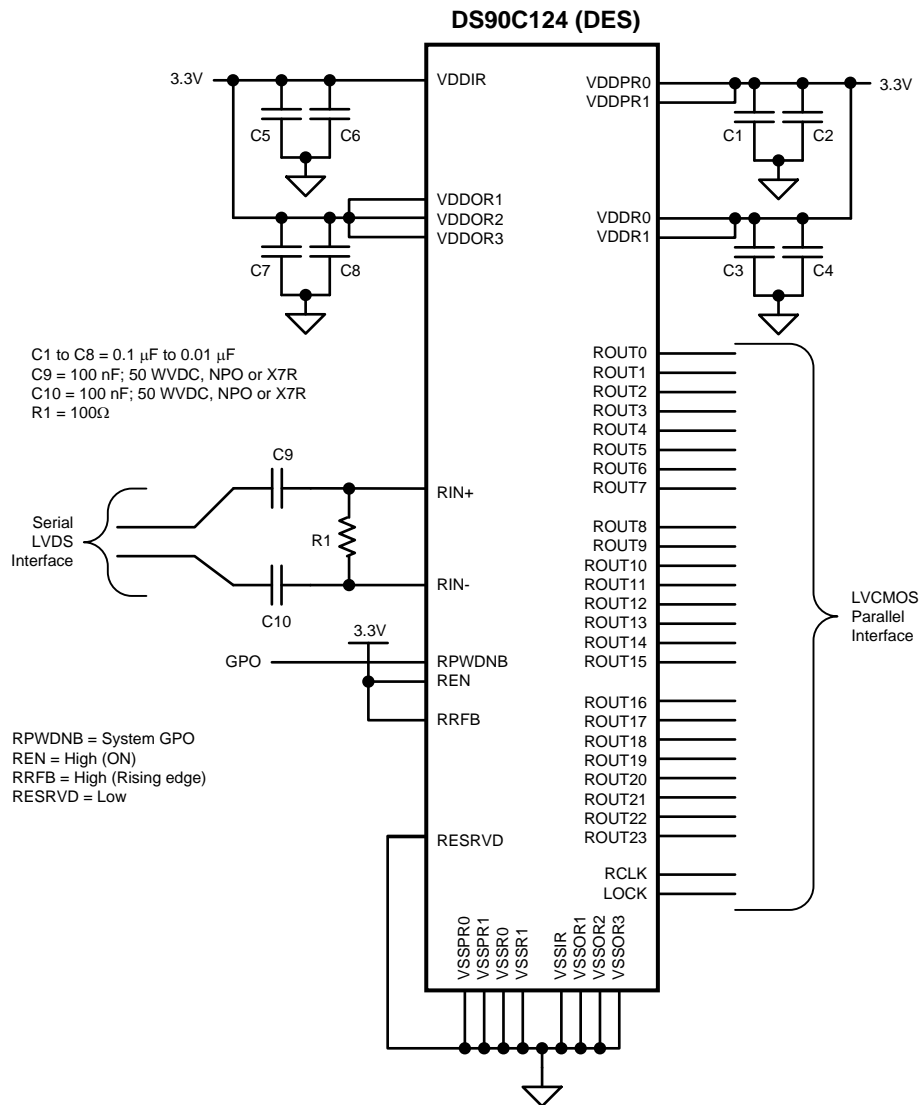 DS90C124 (DES)
3.3V
VDDIR
VDDPR0
VDDPR1
3.3V
C5
C6
C1
C2
VDDOR1
VDDOR2
VDDOR3
VDDR0
VDDR1
C7
C8
C3
C4
C1 to C8 = 0.1 μF to 0.01 μF
C9 = 100 nF; 50 WVDC, NPO or X7R
C10 = 100 nF; 50 WVDC, NPO or X7R
R1 = 100Ω
C9
RIN+
Serial
LVDS
Interface
R1
RIN-
C10
3.3V
GPO
RPWDNB
REN
RRFB
RPWDNB = System GPO
REN = High (ON)
RRFB = High (Rising edge)
RESRVD = Low
RESRVD
ROUT0
ROUT1
ROUT2
ROUT3
ROUT4
ROUT5
ROUT6
ROUT7
ROUT8
ROUT9
ROUT10
ROUT11
ROUT12
ROUT13
ROUT14
ROUT15
ROUT16
ROUT17
ROUT18
ROUT19
ROUT20
ROUT21
ROUT22
ROUT23
RCLK
LOCK
LVCMOS
Parallel
Interface
VSSPR0
VSSPR1
VSSR0
VSSR1
VSSIR
VSSOR1
VSSOR2
VSSOR3